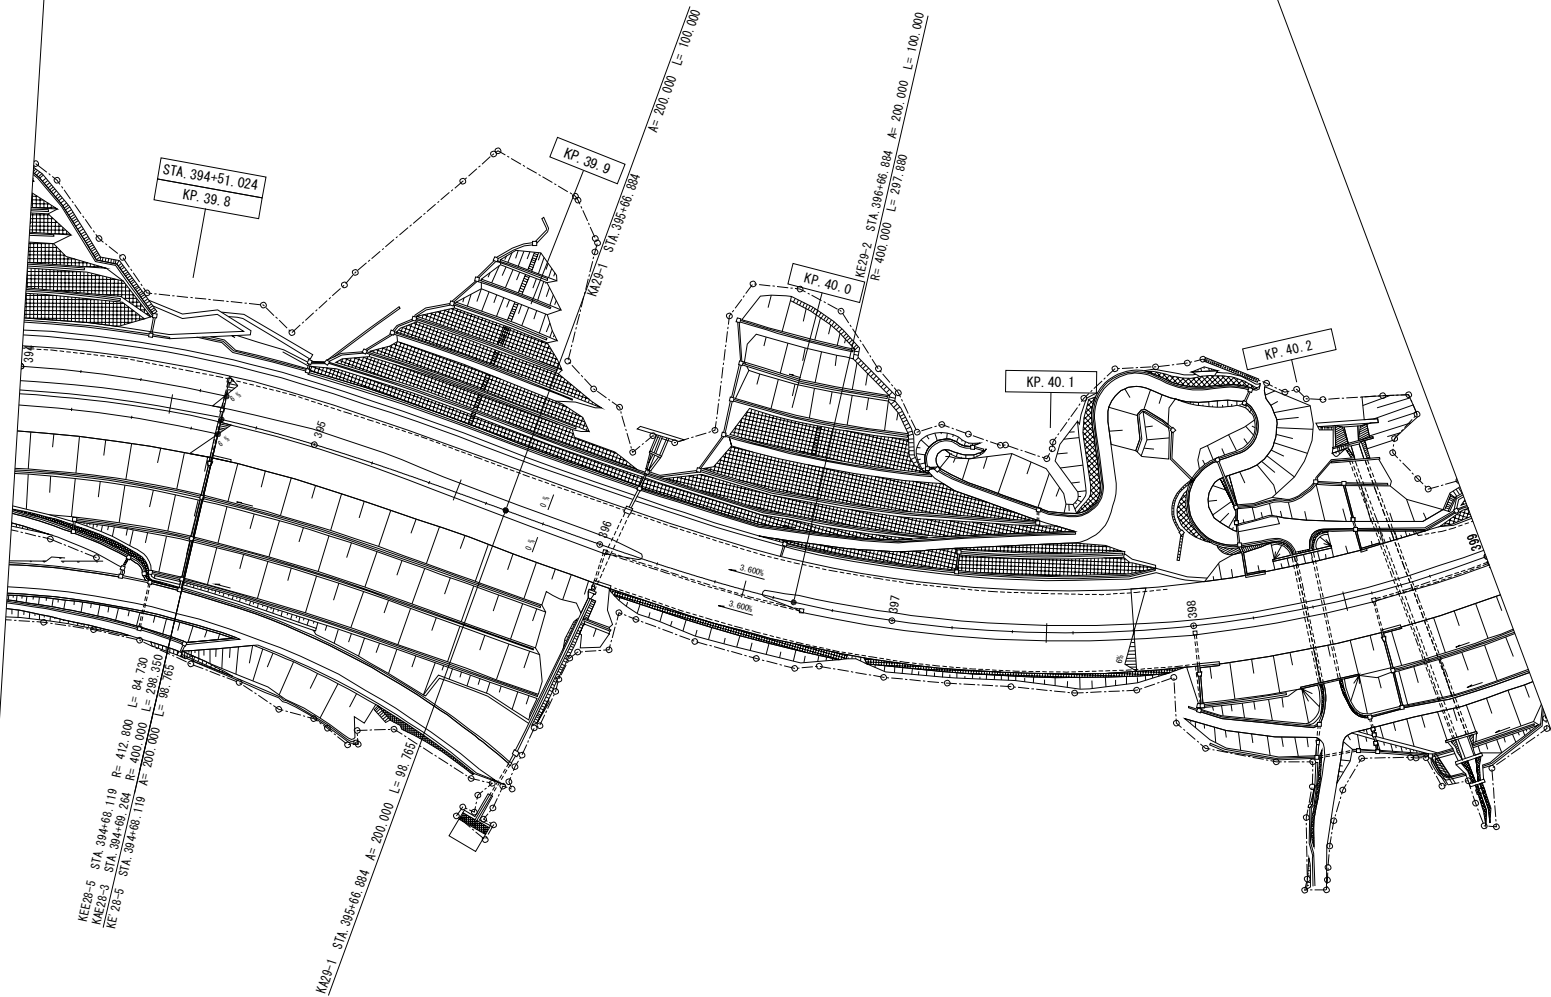 A= 200.000  L= 100.000
KA29-1  STA.395+66.884
KE29-2  STA.396+66.884  A= 200.000  L= 100.000
R= 400.000  L= 297.880
STA.394+51.024
KP.39.8
KP.39.9
KP.40.0
KP.40.1
KP.40.2
394
395
396
397
398
399
3.600%
3.600%
6%
KEE28-5  STA.394+68.119  R= 412.800  L= 84.730
KAE28-3  STA.394+69.264  R= 400.000  L= 298.350
KE'28-5  STA.394+68.119  A= 200.000  L= 98.765
KA29-1  STA.395+66.884  A= 200.000  L= 98.765